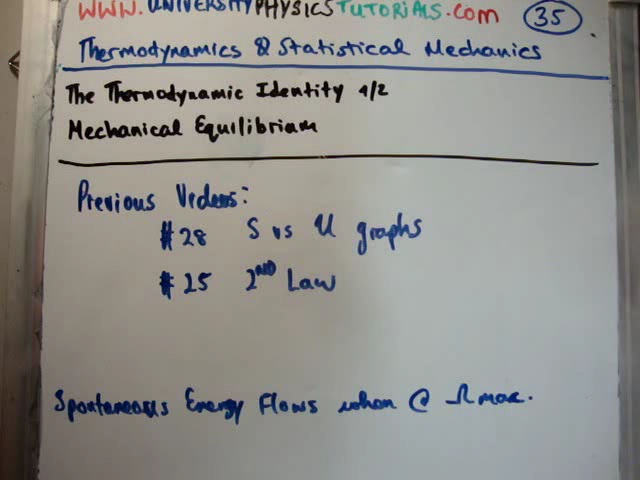 WWW.UNIVERSITYPHYSICSTUTORIALS.COM 35
Thermodynamics & Statistical Mechanics
The Thermodynamic Identity 1/2
Mechanical Equilibrium
Previous Videos:
#28 S vs U graphs
#25 2ND Law
Spontaneous Energy Flows when @ Ω max.